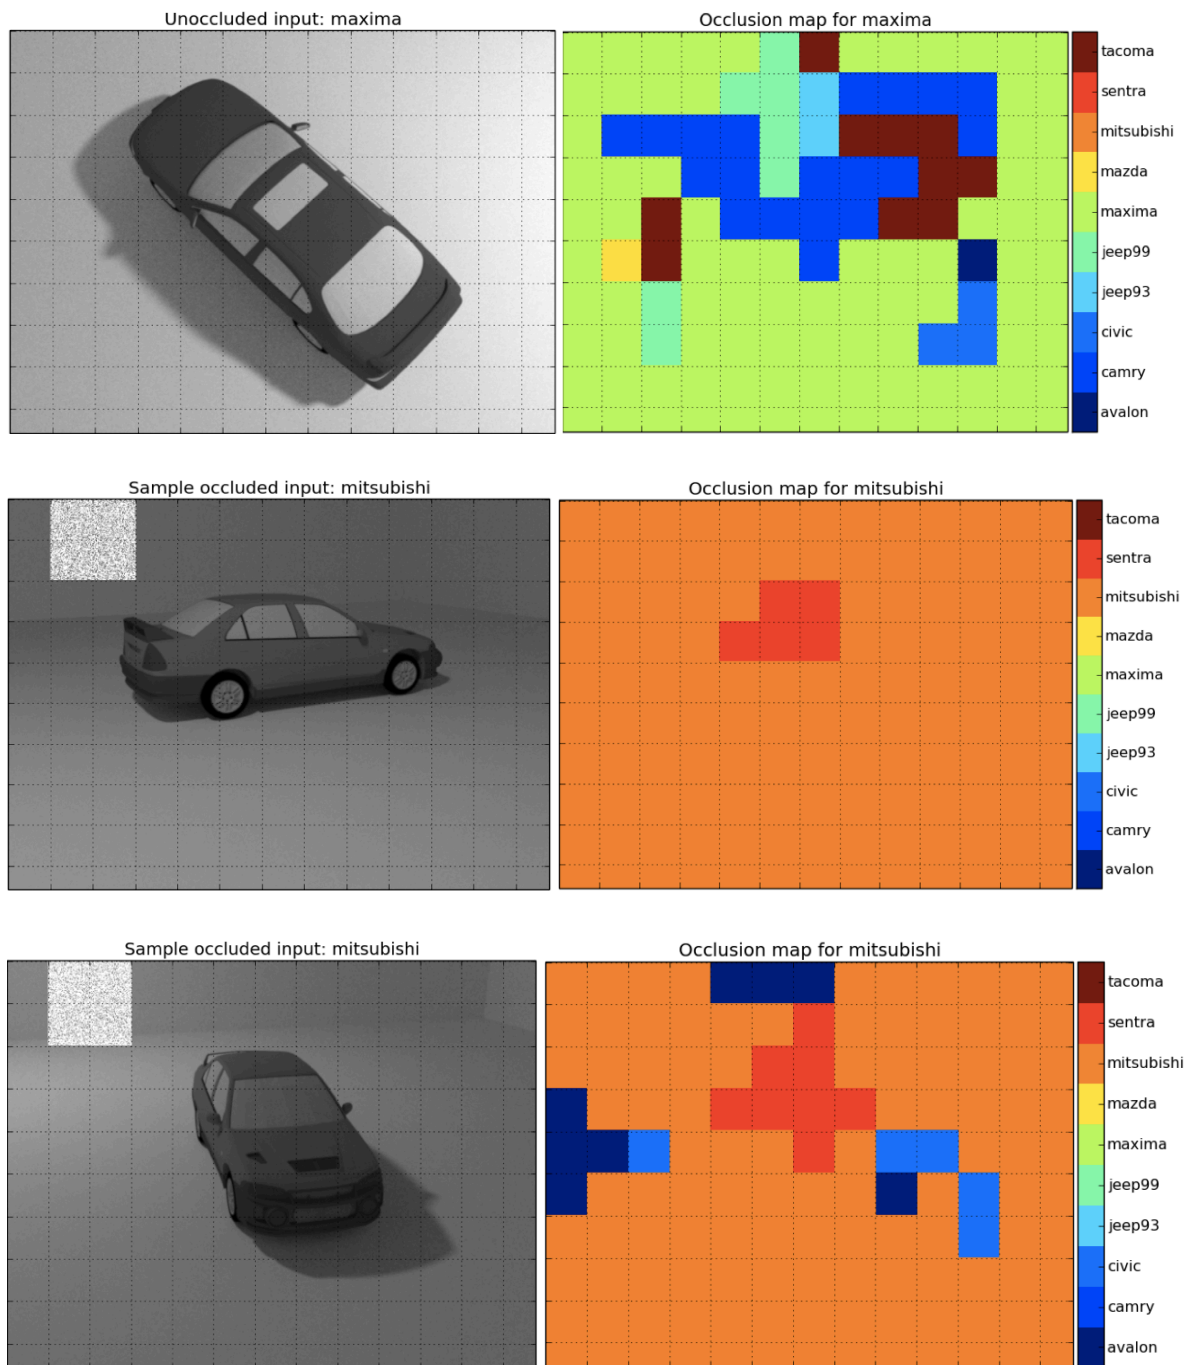 Unoccluded input: maxima
Occlusion map for maxima
tacoma
sentra
mitsubishi
mazda
maxima
jeep99
jeep93
civic
camry
avalon
Sample occluded input: mitsubishi
Occlusion map for mitsubishi
tacoma
sentra
mitsubishi
mazda
maxima
jeep99
jeep93
civic
camry
avalon
Sample occluded input: mitsubishi
Occlusion map for mitsubishi
tacoma
sentra
mitsubishi
mazda
maxima
jeep99
jeep93
civic
camry
avalon